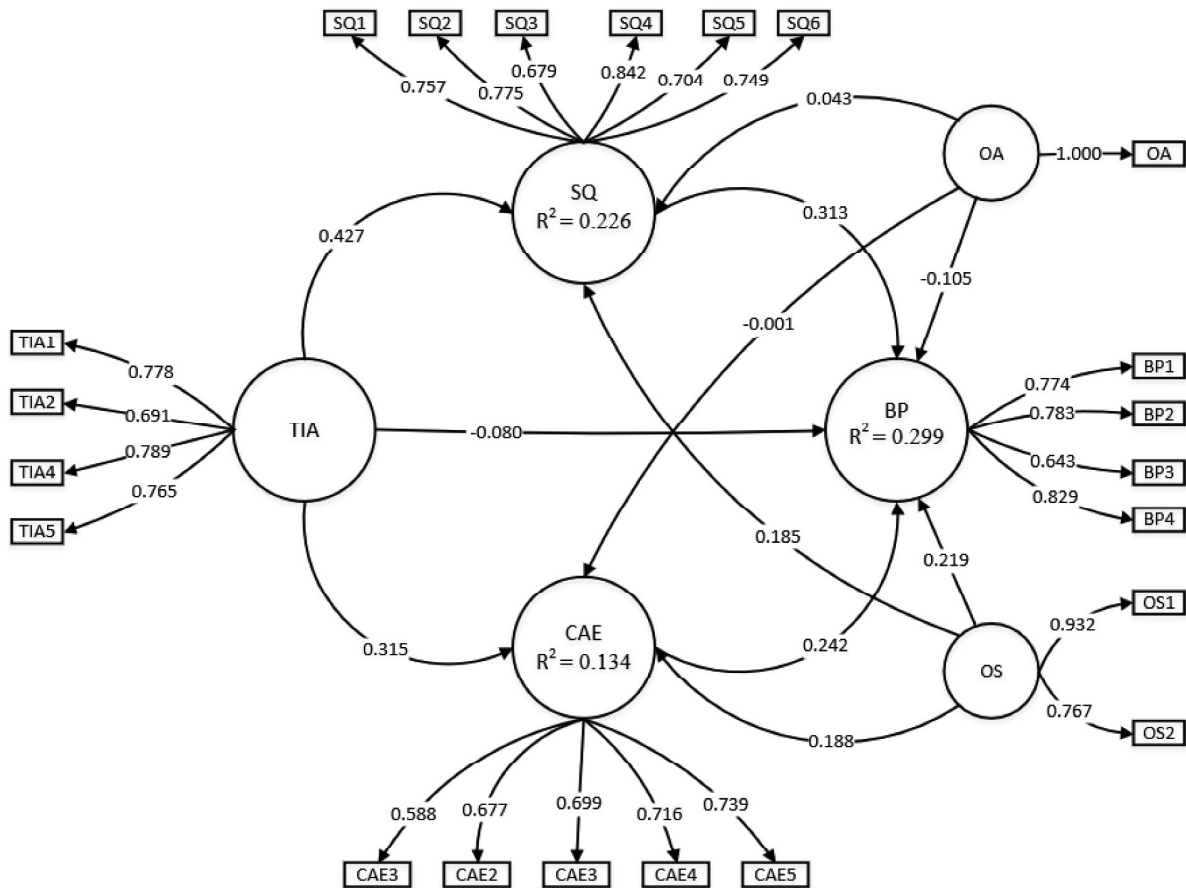 SQ1 SQ2 SQ3 SQ4 SQ5 SQ6
0.757 0.775 0.679 0.842 0.704 0.749
0.043
OA
1.000
OA
SQ
R² = 0.226
0.313
0.427
-0.105
-0.001
TIA1
TIA2
TIA4
TIA5
0.778
0.691
0.789
0.765
TIA
-0.080
BP
R² = 0.299
0.774
0.783
0.643
0.829
BP1
BP2
BP3
BP4
0.185
0.219
0.315
CAE
R² = 0.134
0.242
0.188
OS
0.932
0.767
OS1
OS2
0.588 0.677 0.699 0.716 0.739
CAE3 CAE2 CAE3 CAE4 CAE5